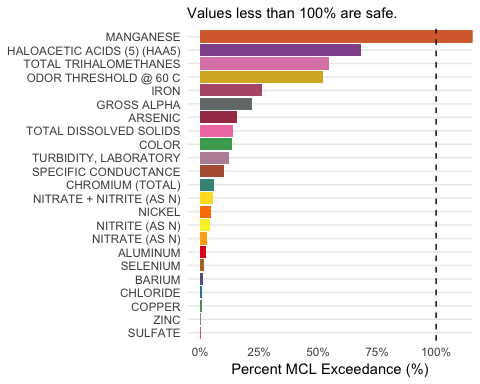 Values less than 100% are safe.
MANGANESE
HALOACETIC ACIDS (5) (HAA5)
TOTAL TRIHALOMETHANES
ODOR THRESHOLD @ 60 C
IRON
GROSS ALPHA
ARSENIC
TOTAL DISSOLVED SOLIDS
COLOR
TURBIDITY, LABORATORY
SPECIFIC CONDUCTANCE
CHROMIUM (TOTAL)
NITRATE + NITRITE (AS N)
NICKEL
NITRITE (AS N)
NITRATE (AS N)
ALUMINUM
SELENIUM
BARIUM
CHLORIDE
COPPER
ZINC
SULFATE
0% 25% 50% 75% 100%
Percent MCL Exceedance (%)